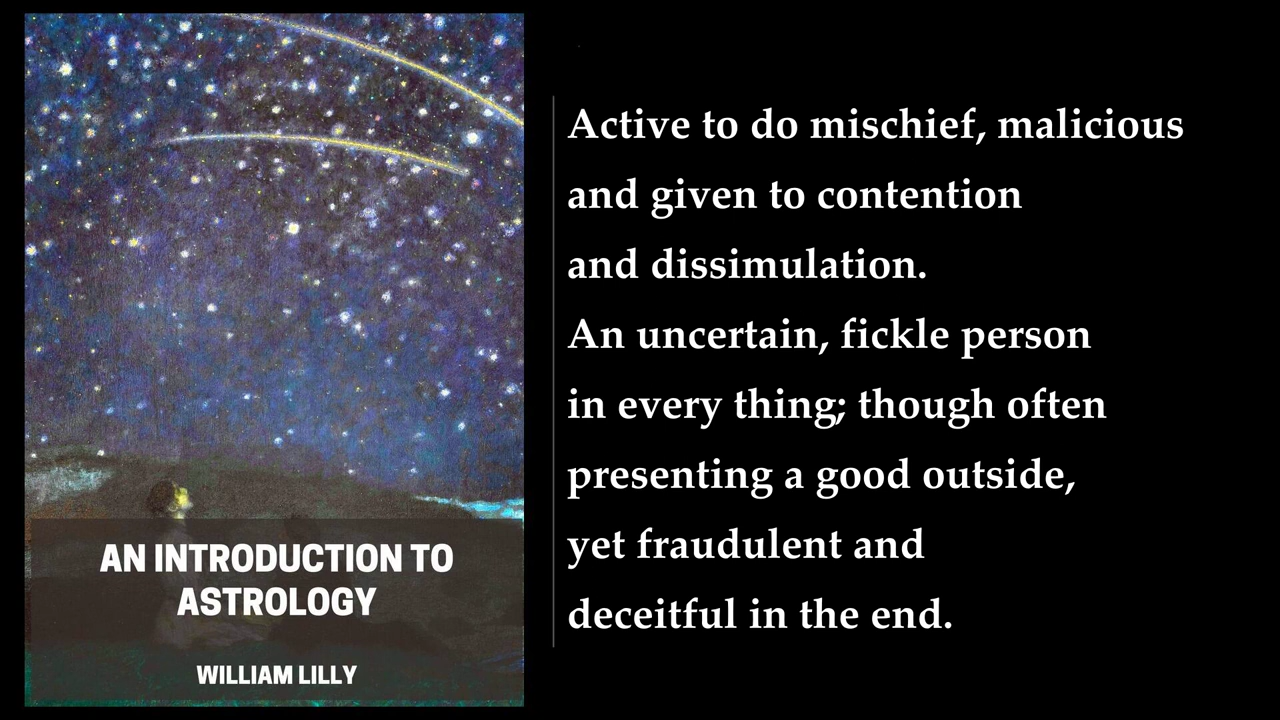 AN INTRODUCTION TO
ASTROLOGY
WILLIAM LILLY
Active to do mischief, malicious
and given to contention
and dissimulation.
An uncertain, fickle person
in every thing; though often
presenting a good outside,
yet fraudulent and
deceitful in the end.